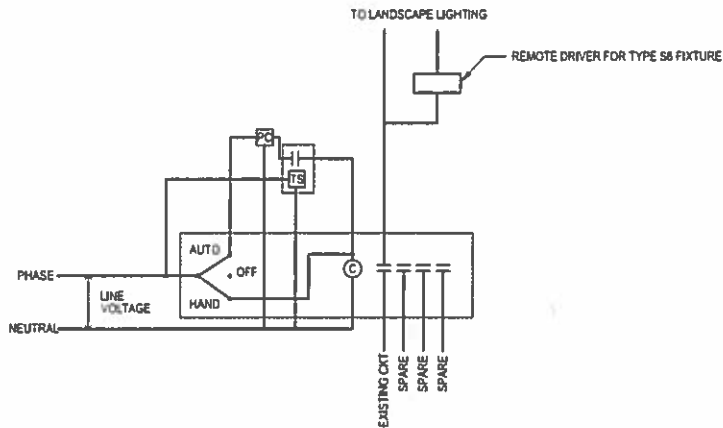 TO LANDSCAPE LIGHTING
REMOTE DRIVER FOR TYPE S6 FIXTURE
PC
TS
AUTO
OFF
C
PHASE
LINE
VOLTAGE
HAND
NEUTRAL
EXISTING CKT
SPARE
SPARE
SPARE